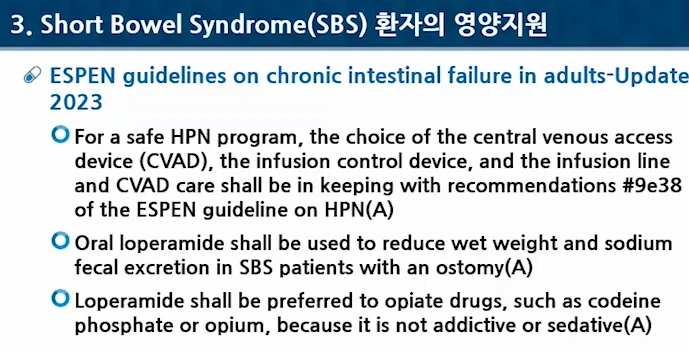 3. Short Bowel Syndrome(SBS) 환자의 영양지원
ESPEN guidelines on chronic intestinal failure in adults-Update
2023
For a safe HPN program, the choice of the central venous access
device (CVAD), the infusion control device, and the infusion line
and CVAD care shall be in keeping with recommendations #9e38
of the ESPEN guideline on HPN(A)
Oral loperamide shall be used to reduce wet weight and sodium
fecal excretion in SBS patients with an ostomy(A)
Loperamide shall be preferred to opiate drugs, such as codeine
phosphate or opium, because it is not addictive or sedative(A)